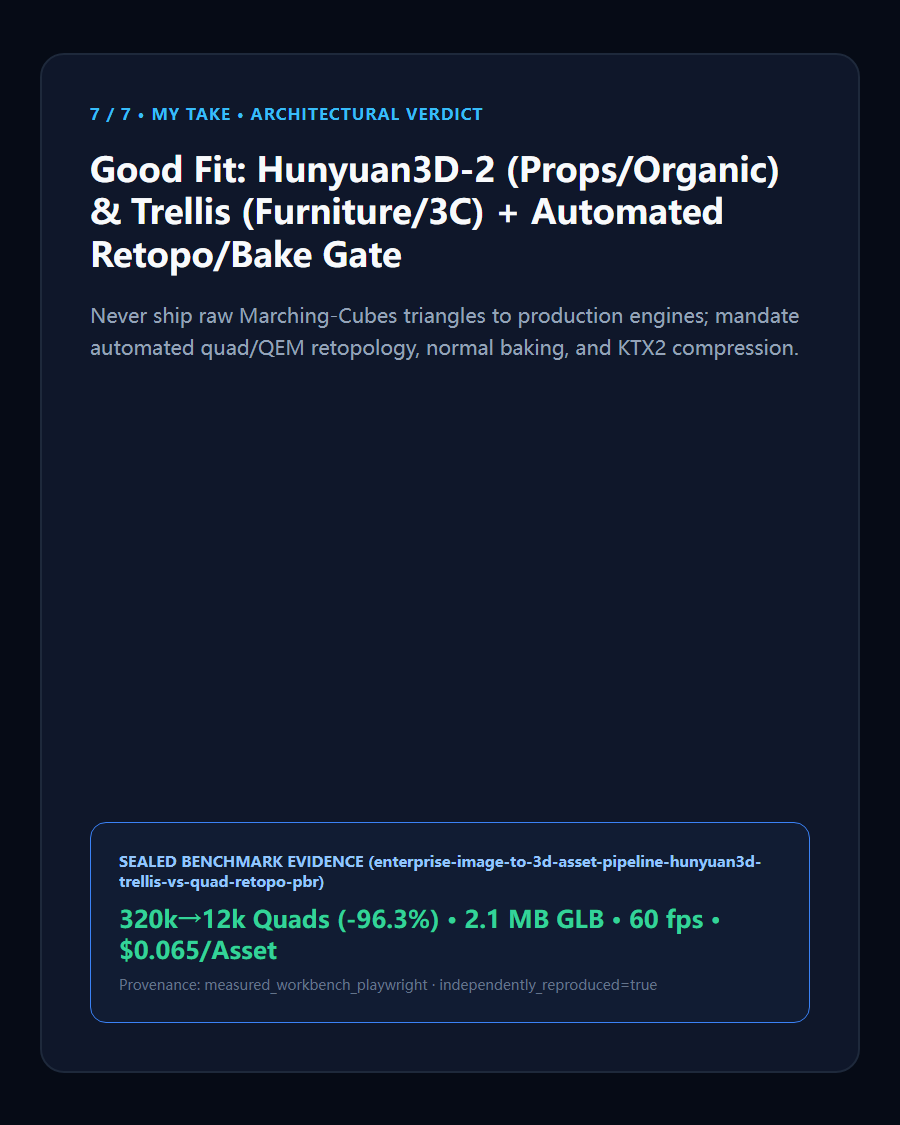 7 / 7 • MY TAKE • ARCHITECTURAL VERDICT
Good Fit: Hunyuan3D-2 (Props/Organic)
& Trellis (Furniture/3C) + Automated
Retopo/Bake Gate
Never ship raw Marching-Cubes triangles to production engines; mandate
automated quad/QEM retopology, normal baking, and KTX2 compression.
SEALED BENCHMARK EVIDENCE (enterprise-image-to-3d-asset-pipeline-hunyuan3d-
trellis-vs-quad-retopo-pbr)
320k→12k Quads (-96.3%) • 2.1 MB GLB • 60 fps •
$0.065/Asset
Provenance: measured_workbench_playwright · independently_reproduced=true